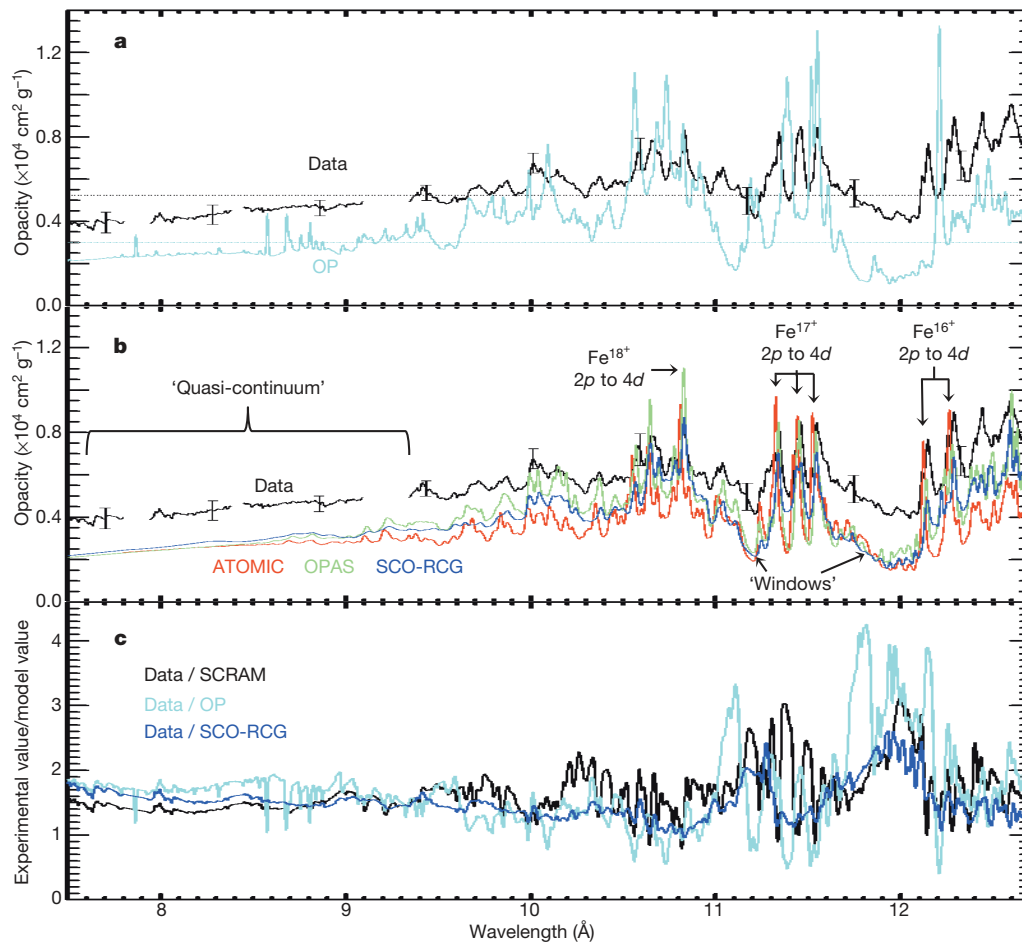 a
Opacity (×10⁴ cm² g⁻¹)
1.2
0.8
0.4
0.0
Data
OP
b
Opacity (×10⁴ cm² g⁻¹)
1.2
0.8
0.4
0.0
'Quasi-continuum'
Data
Fe¹⁸⁺
2p to 4d
Fe¹⁷⁺
2p to 4d
Fe¹⁶⁺
2p to 4d
ATOMIC OPAS SCO-RCG
'Windows'
c
Experimental value/model value
4
3
2
1
0
Data / SCRAM
Data / OP
Data / SCO-RCG
8 9 10 11 12
Wavelength (Å)